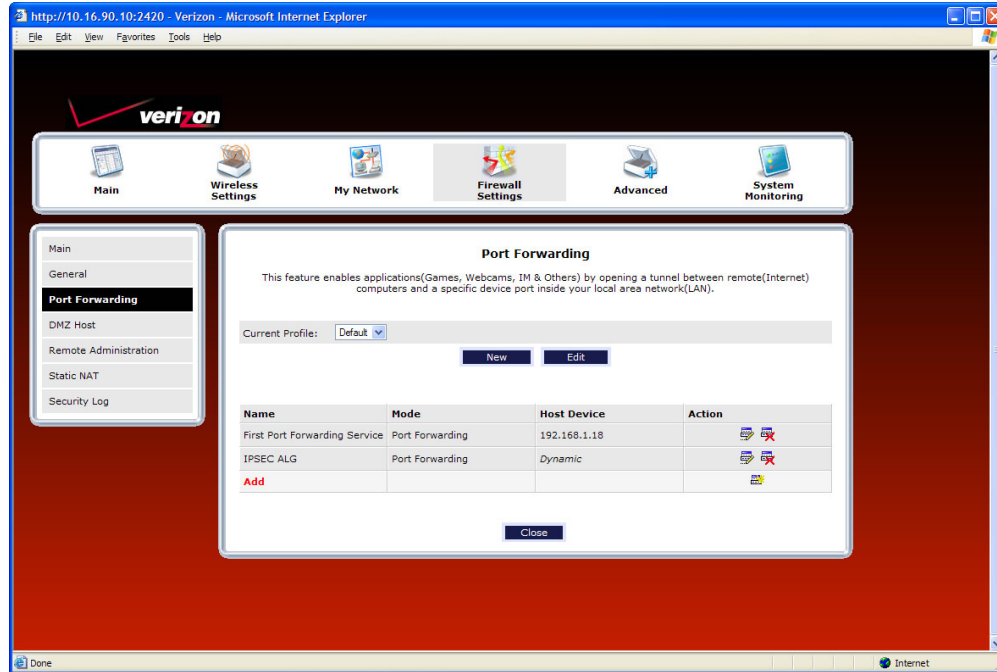 http://10.16.90.10:2420 - Verizon - Microsoft Internet Explorer
File Edit View Favorites Tools Help
verizon
Main
Wireless Settings
My Network
Firewall Settings
Advanced
System Monitoring
Main
General
Port Forwarding
DMZ Host
Remote Administration
Static NAT
Security Log
Port Forwarding
This feature enables applications(Games, Webcams, IM & Others) by opening a tunnel between remote(Internet)
computers and a specific device port inside your local area network(LAN).
Current Profile: Default
New Edit
Name Mode Host Device Action
First Port Forwarding Service Port Forwarding 192.168.1.18
IPSEC ALG Port Forwarding Dynamic
Add
Close
Done Internet